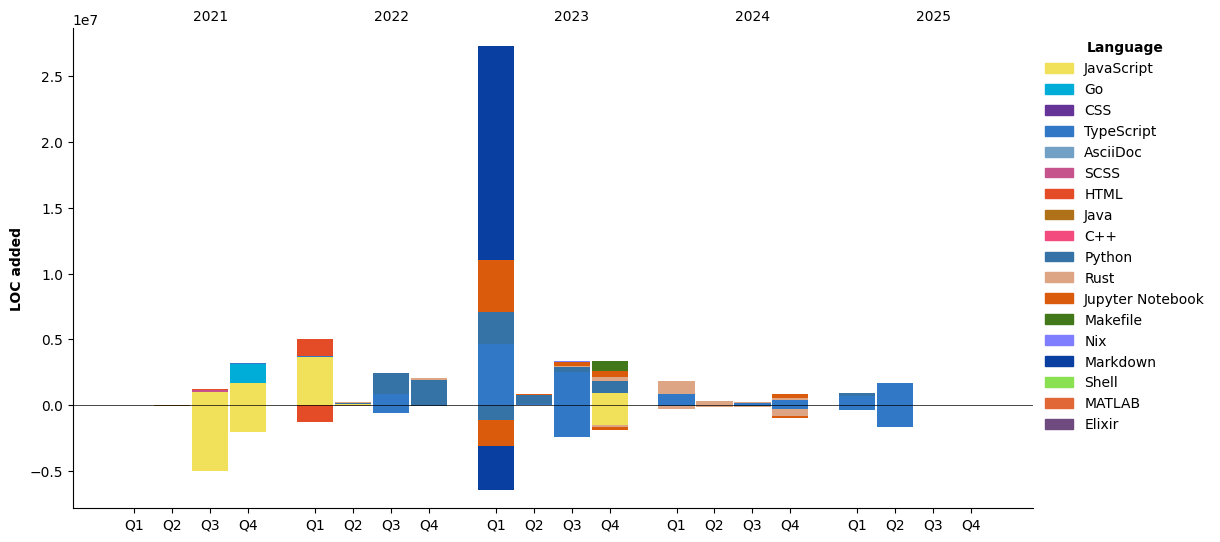 1e7
2021 2022 2023 2024 2025
LOC added
2.5
2.0
1.5
1.0
0.5
0.0
−0.5
Q1 Q2 Q3 Q4 Q1 Q2 Q3 Q4 Q1 Q2 Q3 Q4 Q1 Q2 Q3 Q4 Q1 Q2 Q3 Q4
Language
JavaScript
Go
CSS
TypeScript
AsciiDoc
SCSS
HTML
Java
C++
Python
Rust
Jupyter Notebook
Makefile
Nix
Markdown
Shell
MATLAB
Elixir